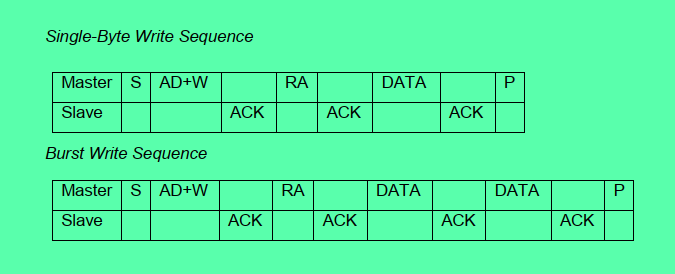 Single-Byte Write Sequence
Master S AD+W RA DATA P
Slave ACK ACK ACK
Burst Write Sequence
Master S AD+W RA DATA DATA P
Slave ACK ACK ACK ACK